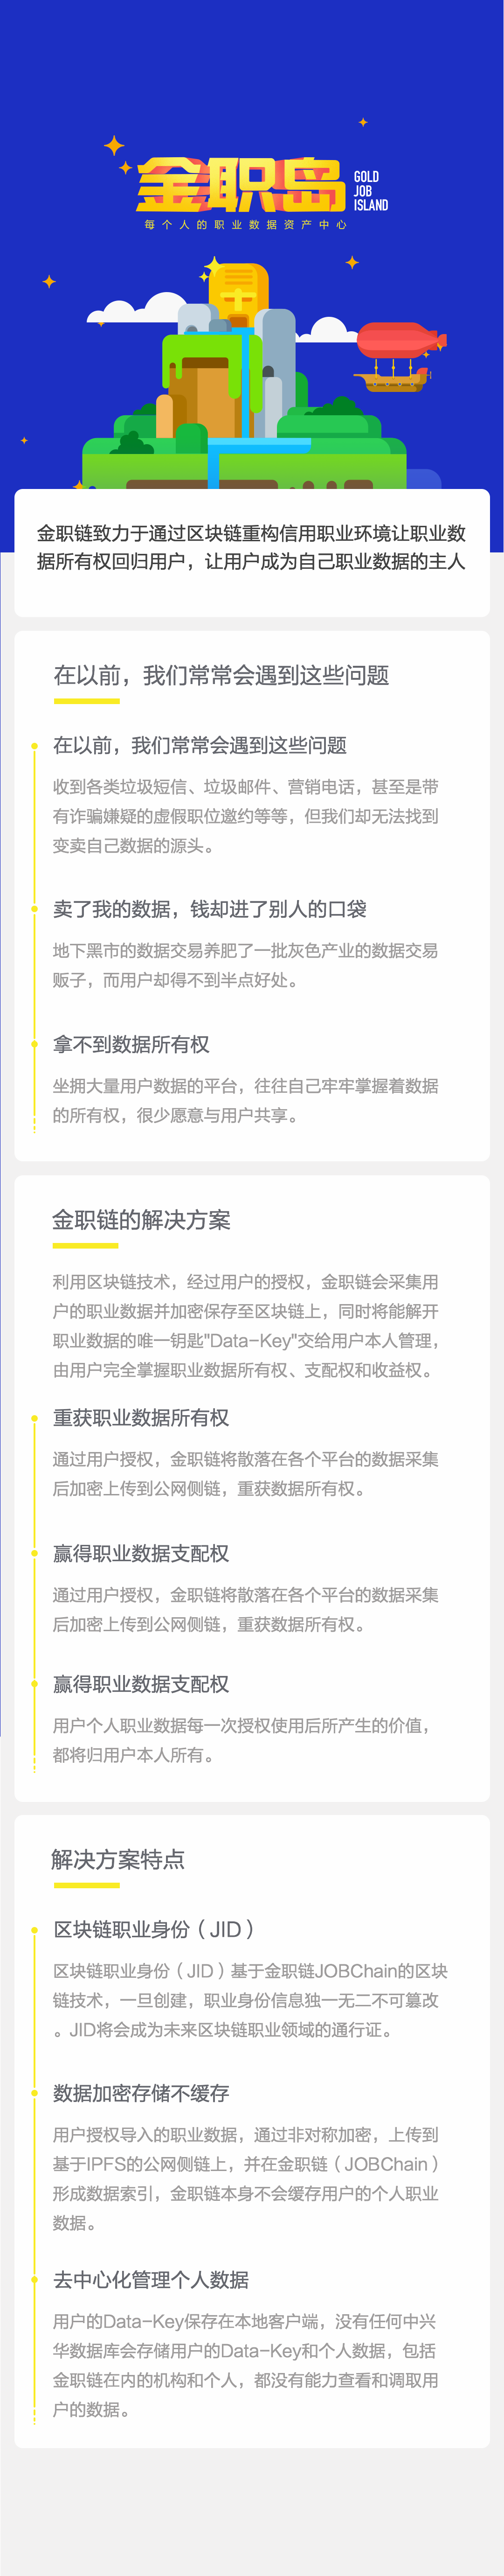 金职岛
GOLD
JOB
ISLAND
每个人的职业数据资产中心
金职链致力于通过区块链重构信用职业环境让职业数
据所有权回归用户，让用户成为自己职业数据的主人
在以前，我们常常会遇到这些问题
在以前，我们常常会遇到这些问题
收到各类垃圾短信、垃圾邮件、营销电话，甚至是带
有诈骗嫌疑的虚假职位邀约等等，但我们却无法找到
变卖自己数据的源头。
卖了我的数据，钱却进了别人的口袋
地下黑市的数据交易养肥了一批灰色产业的数据交易
贩子，而用户却得不到半点好处。
拿不到数据所有权
坐拥大量用户数据的平台，往往自己牢牢掌握着数据
的所有权，很少愿意与用户共享。
金职链的解决方案
利用区块链技术，经过用户的授权，金职链会采集用
户的职业数据并加密保存至区块链上，同时将能解开
职业数据的唯一钥匙"Data-Key"交给用户本人管理，
由用户完全掌握职业数据所有权、支配权和收益权。
重获职业数据所有权
通过用户授权，金职链将散落在各个平台的数据采集
后加密上传到公网侧链，重获数据所有权。
赢得职业数据支配权
通过用户授权，金职链将散落在各个平台的数据采集
后加密上传到公网侧链，重获数据所有权。
赢得职业数据支配权
用户个人职业数据每一次授权使用后所产生的价值，
都将归用户本人所有。
解决方案特点
区块链职业身份（JID）
区块链职业身份（JID）基于金职链JOBChain的区块
链技术，一旦创建，职业身份信息独一无二不可篡改
。JID将会成为未来区块链职业领域的通行证。
数据加密存储不缓存
用户授权导入的职业数据，通过非对称加密，上传到
基于IPFS的公网侧链上，并在金职链（JOBChain）
形成数据索引，金职链本身不会缓存用户的个人职业
数据。
去中心化管理个人数据
用户的Data-Key保存在本地客户端，没有任何中兴
华数据库会存储用户的Data-Key和个人数据，包括
金职链在内的机构和个人，都没有能力查看和调取用
户的数据。